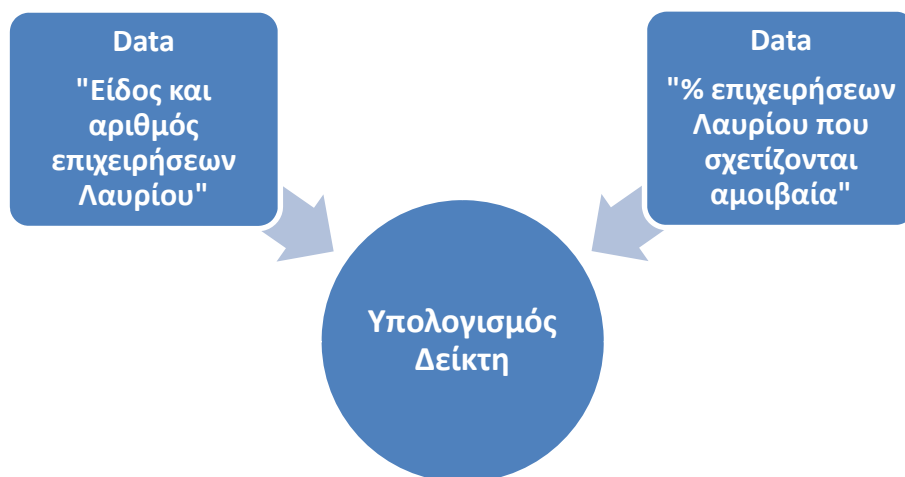 Data
"Είδος και
αριθμός
επιχειρήσεων
Λαυρίου"
Data
"% επιχειρήσεων
Λαυρίου που
σχετίζονται
αμοιβαία"
Υπολογισμός
Δείκτη